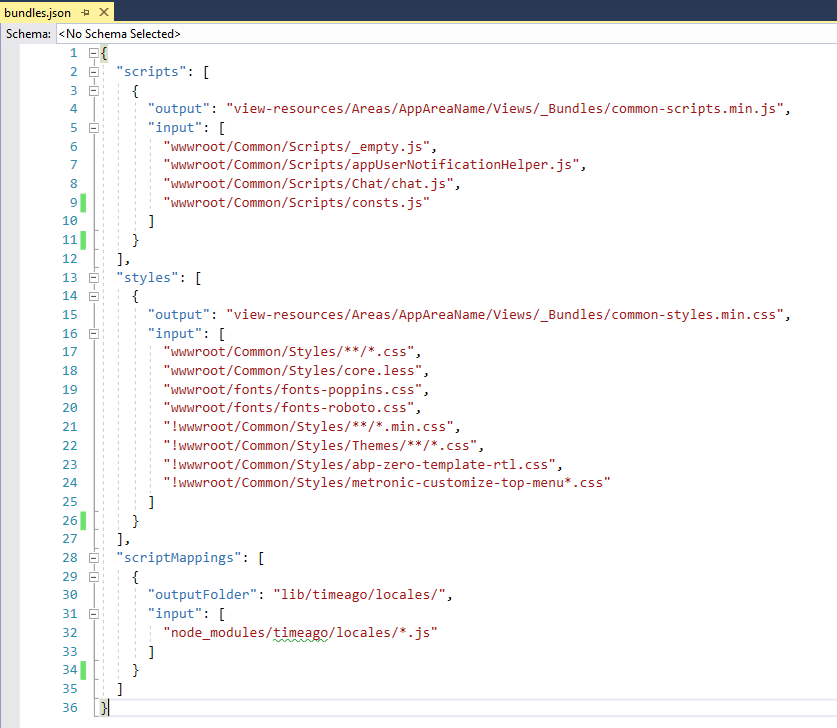 bundles.json
Schema: <No Schema Selected>
1 {
2 "scripts": [
3 {
4 "output": "view-resources/Areas/AppAreaName/Views/_Bundles/common-scripts.min.js",
5 "input": [
6 "wwwroot/Common/Scripts/_empty.js",
7 "wwwroot/Common/Scripts/appUserNotificationHelper.js",
8 "wwwroot/Common/Scripts/Chat/chat.js",
9 "wwwroot/Common/Scripts/consts.js"
10 ]
11 }
12 ],
13 "styles": [
14 {
15 "output": "view-resources/Areas/AppAreaName/Views/_Bundles/common-styles.min.css",
16 "input": [
17 "wwwroot/Common/Styles/**/*.css",
18 "wwwroot/Common/Styles/core.less",
19 "wwwroot/fonts/fonts-poppins.css",
20 "wwwroot/fonts/fonts-roboto.css",
21 "!wwwroot/Common/Styles/**/*.min.css",
22 "!wwwroot/Common/Styles/Themes/**/*.css",
23 "!wwwroot/Common/Styles/abp-zero-template-rtl.css",
24 "!wwwroot/Common/Styles/metronic-customize-top-menu*.css"
25 ]
26 }
27 ],
28 "scriptMappings": [
29 {
30 "outputFolder": "lib/timeago/locales/",
31 "input": [
32 "node_modules/timeago/locales/*.js"
33 ]
34 }
35 ]
36 }